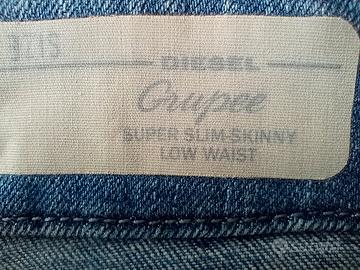 DIESEL
Grupee
SUPER SLIM-SKINNY
LOW WAIST